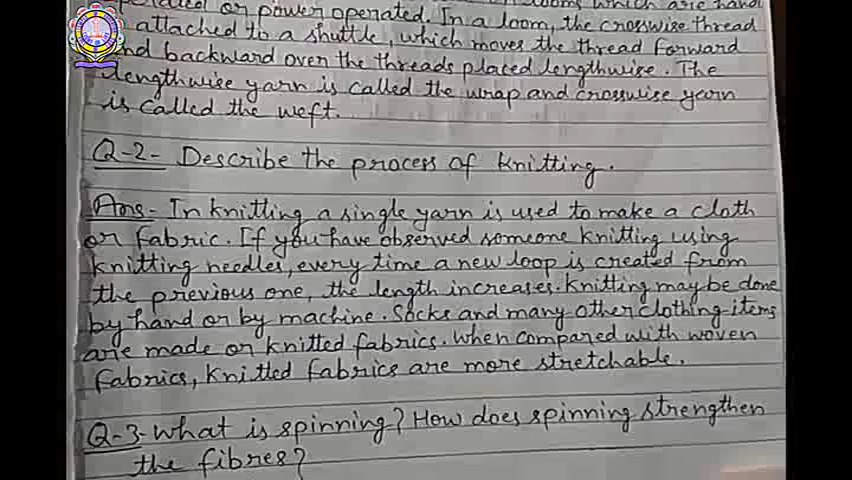 or power operated. In a loom, the crosswise thread
attached to a shuttle, which moves the thread forward
and backward over the threads placed lengthwise. The
lengthwise yarn is called the wrap and crosswise yarn
is called the weft.
Q-2- Describe the process of knitting.
Ans- In knitting a single yarn is used to make a cloth
or fabric. If you have observed someone knitting using
knitting needles, every time a new loop is created from
the previous one, the length increases. Knitting may be done
by hand or by machine. Socks and many other clothing items
are made or knitted fabrics. When compared with woven
fabrics, knitted fabrics are more stretchable.
Q-3- What is spinning? How does spinning strengthen
the fibres?